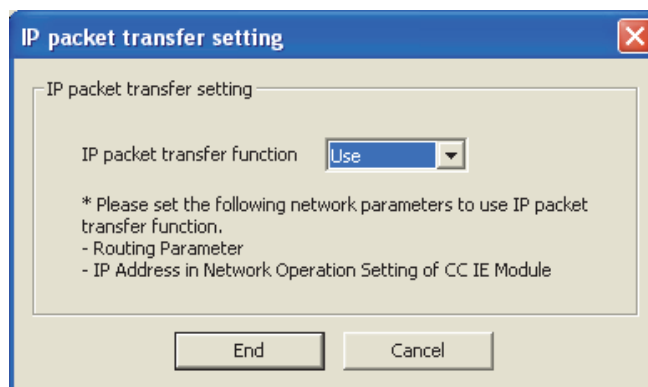 IP packet transfer setting
IP packet transfer setting
IP packet transfer function
Use
* Please set the following network parameters to use IP packet
transfer function.
- Routing Parameter
- IP Address in Network Operation Setting of CC IE Module
End
Cancel